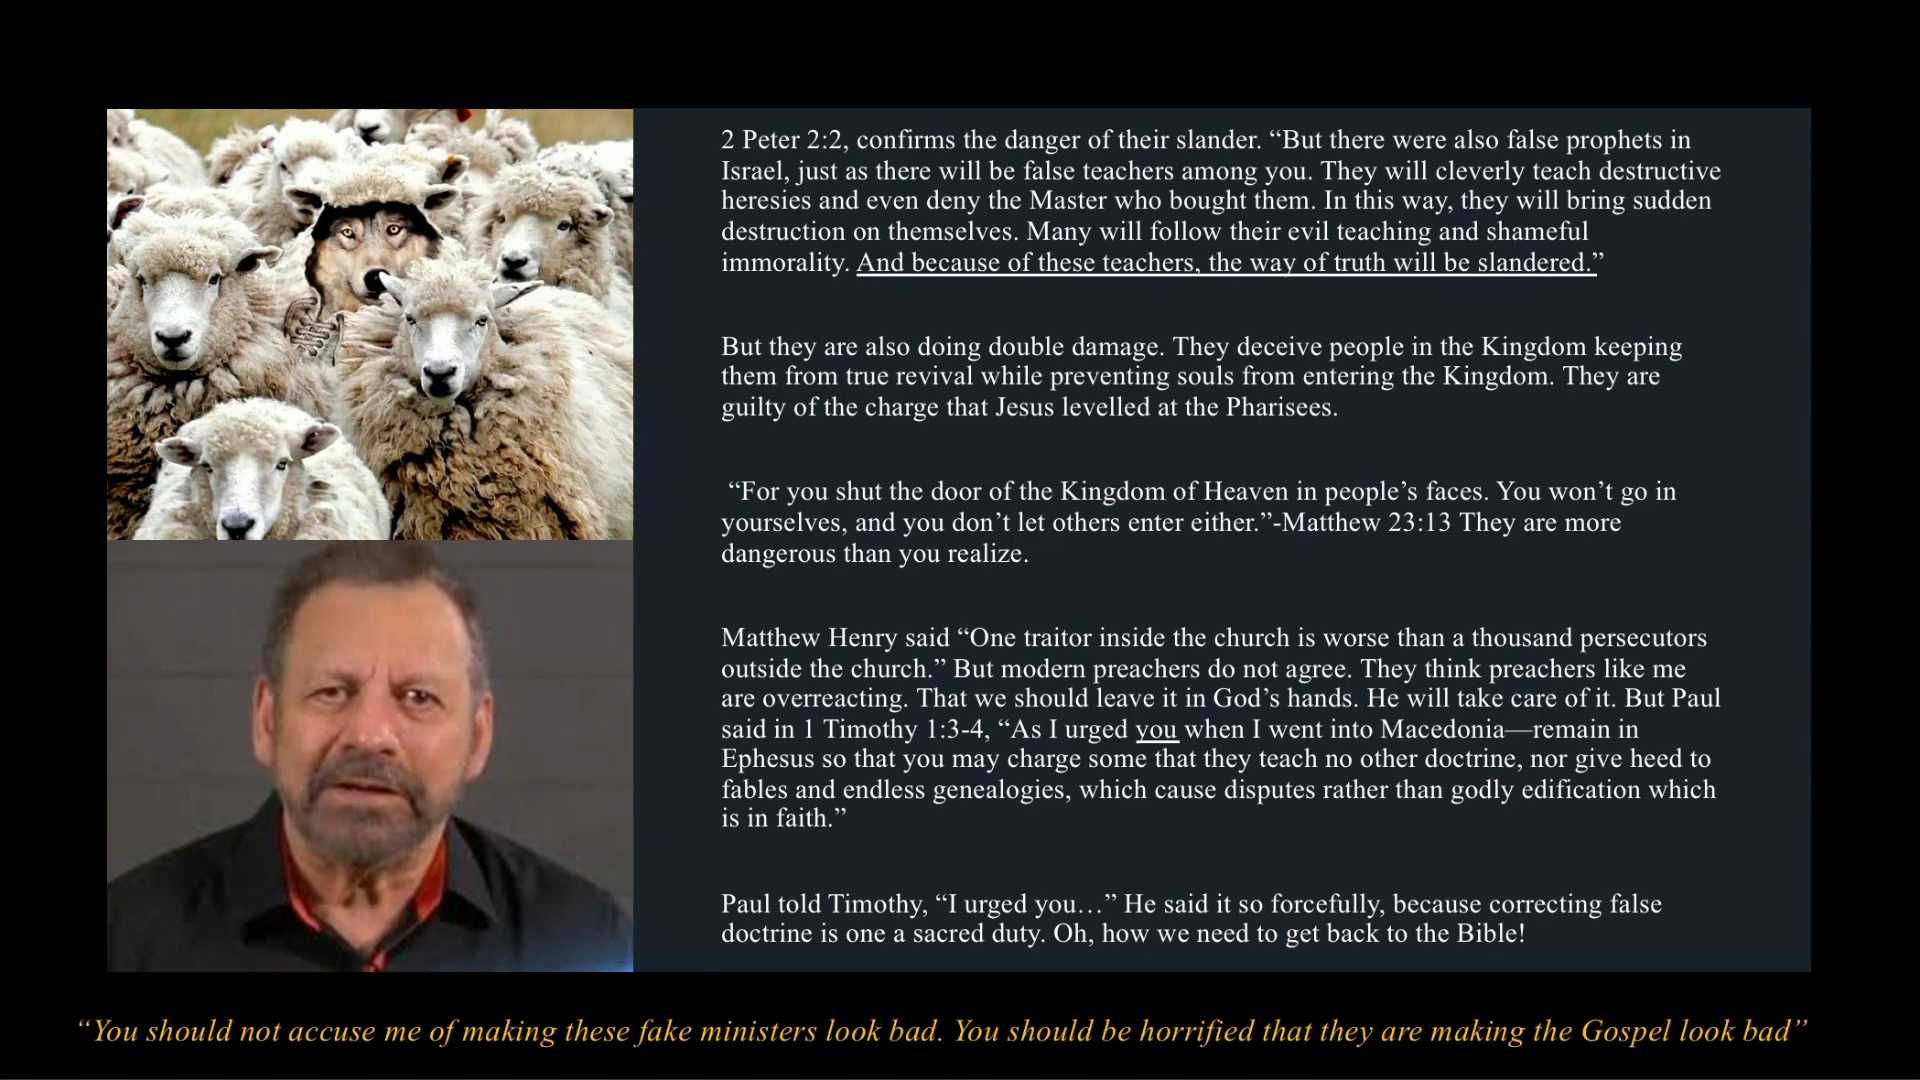 2 Peter 2:2, confirms the danger of their slander. “But there were also false prophets in
Israel, just as there will be false teachers among you. They will cleverly teach destructive
heresies and even deny the Master who bought them. In this way, they will bring sudden
destruction on themselves. Many will follow their evil teaching and shameful
immorality. And because of these teachers, the way of truth will be slandered.”
But they are also doing double damage. They deceive people in the Kingdom keeping
them from true revival while preventing souls from entering the Kingdom. They are
guilty of the charge that Jesus levelled at the Pharisees.
“For you shut the door of the Kingdom of Heaven in people’s faces. You won’t go in
yourselves, and you don’t let others enter either.”-Matthew 23:13 They are more
dangerous than you realize.
Matthew Henry said “One traitor inside the church is worse than a thousand persecutors
outside the church.” But modern preachers do not agree. They think preachers like me
are overreacting. That we should leave it in God’s hands. He will take care of it. But Paul
said in 1 Timothy 1:3-4, “As I urged you when I went into Macedonia—remain in
Ephesus so that you may charge some that they teach no other doctrine, nor give heed to
fables and endless genealogies, which cause disputes rather than godly edification which
is in faith.”
Paul told Timothy, “I urged you…” He said it so forcefully, because correcting false
doctrine is one a sacred duty. Oh, how we need to get back to the Bible!
“You should not accuse me of making these fake ministers look bad. You should be horrified that they are making the Gospel look bad”